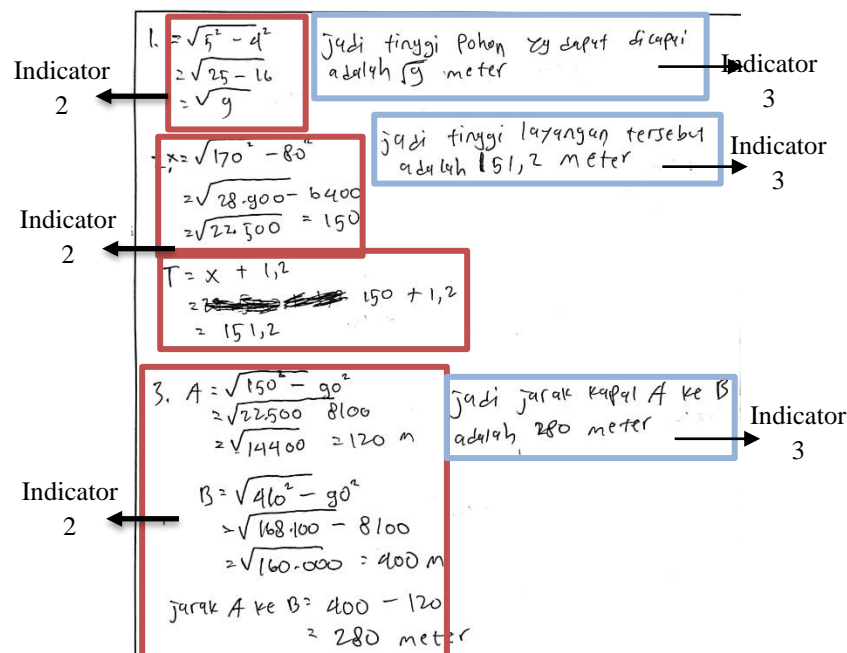 1. = √5² - 4²
= √25 - 16
= √9
jadi tinggi pohon yg dapat dicapai
adalah √9 meter
Indicator
2
Indicator
3
x = √170² - 80²
= √28.900 - 6400
= √22.500 = 150
jadi tinggi layangan tersebut
adalah 151,2 meter
Indicator
3
Indicator
2
T = x + 1,2
= 150 + 1,2
= 151,2
3. A = √150² - 90²
= √22.500 8100
= √14400 = 120 m
jadi jarak kapal A ke B
adalah 280 meter
Indicator
3
Indicator
2
B = √410² - 90²
= √168.100 - 8100
= √160.000 = 400 m
jarak A ke B = 400 - 120
= 280 meter